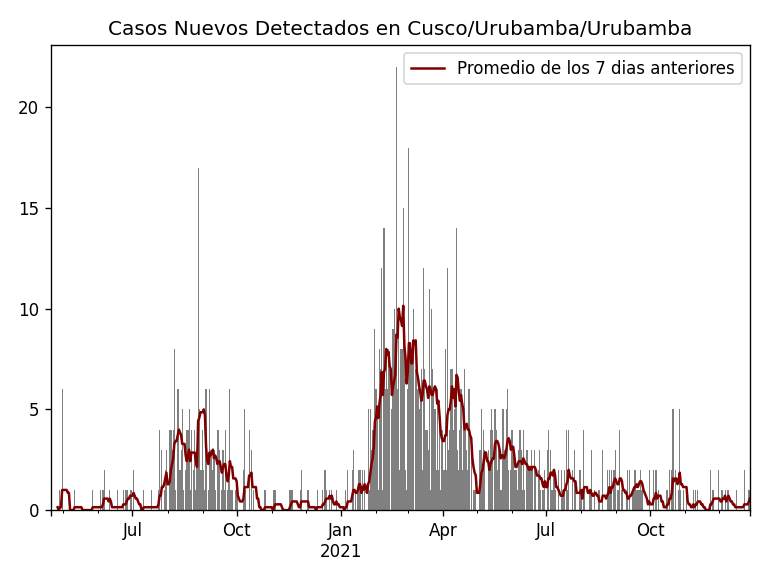 Casos Nuevos Detectados en Cusco/Urubamba/Urubamba
Promedio de los 7 dias anteriores
20
15
10
5
0
Jul Oct Jan Apr Jul Oct
2021